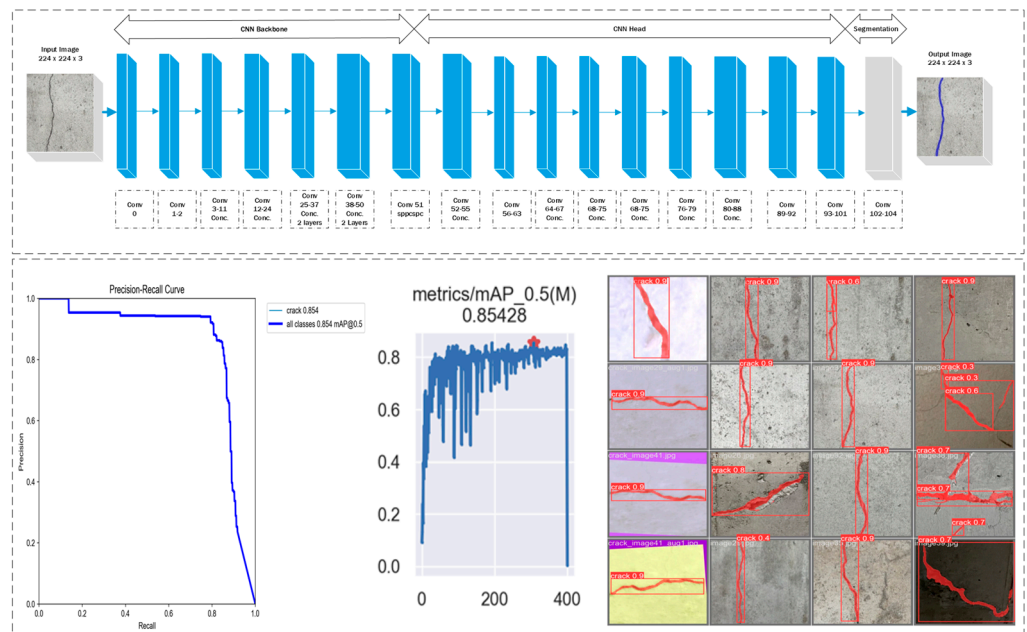 CNN Backbone
CNN Head
Segmentation
Input Image
224 x 224 x 3
Output Image
224 x 224 x 3
Conv
0
Conv
1-2
Conv
3-11
Conc.
Conv
12-24
Conc.
Conv
25-37
Conc.
2 layers
Conv
38-50
Conc.
2 Layers
Conv 51
sppcspc
Conv
52-55
Conc.
Conv
56-63
Conv
64-67
Conc.
Conv
68-75
Conc.
Conv
68-75
Conc.
Conv
76-79
Conc.
Conv
80-88
Conc.
Conv
89-92
Conv
93-101
Conv
102-104
Precision-Recall Curve
1.0
0.8
0.6
0.4
0.2
0.0
Precision
0.0
0.2
0.4
0.6
0.8
1.0
Recall
crack 0.854
all classes 0.854 mAP@0.5
metrics/mAP_0.5(M)
0.85428
0.8
0.6
0.4
0.2
0.0
0
200
400
crack 0.9
crack 0.9
crack 0.6
crack 0.9
crack 0.9
crack 0.9
crack 0.9
crack 0.3
crack 0.3
crack 0.6
crack_image41.jpg
crack 0.9
crack 0.8
crack 0.9
crack 0.7
crack 0.7
crack 0.7
crack_image41_aug1.jpg
crack 0.9
crack 0.4
crack 0.9
crack 0.7